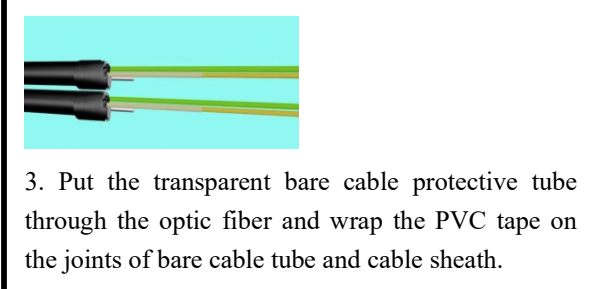 3. Put the transparent bare cable protective tube
through the optic fiber and wrap the PVC tape on
the joints of bare cable tube and cable sheath.